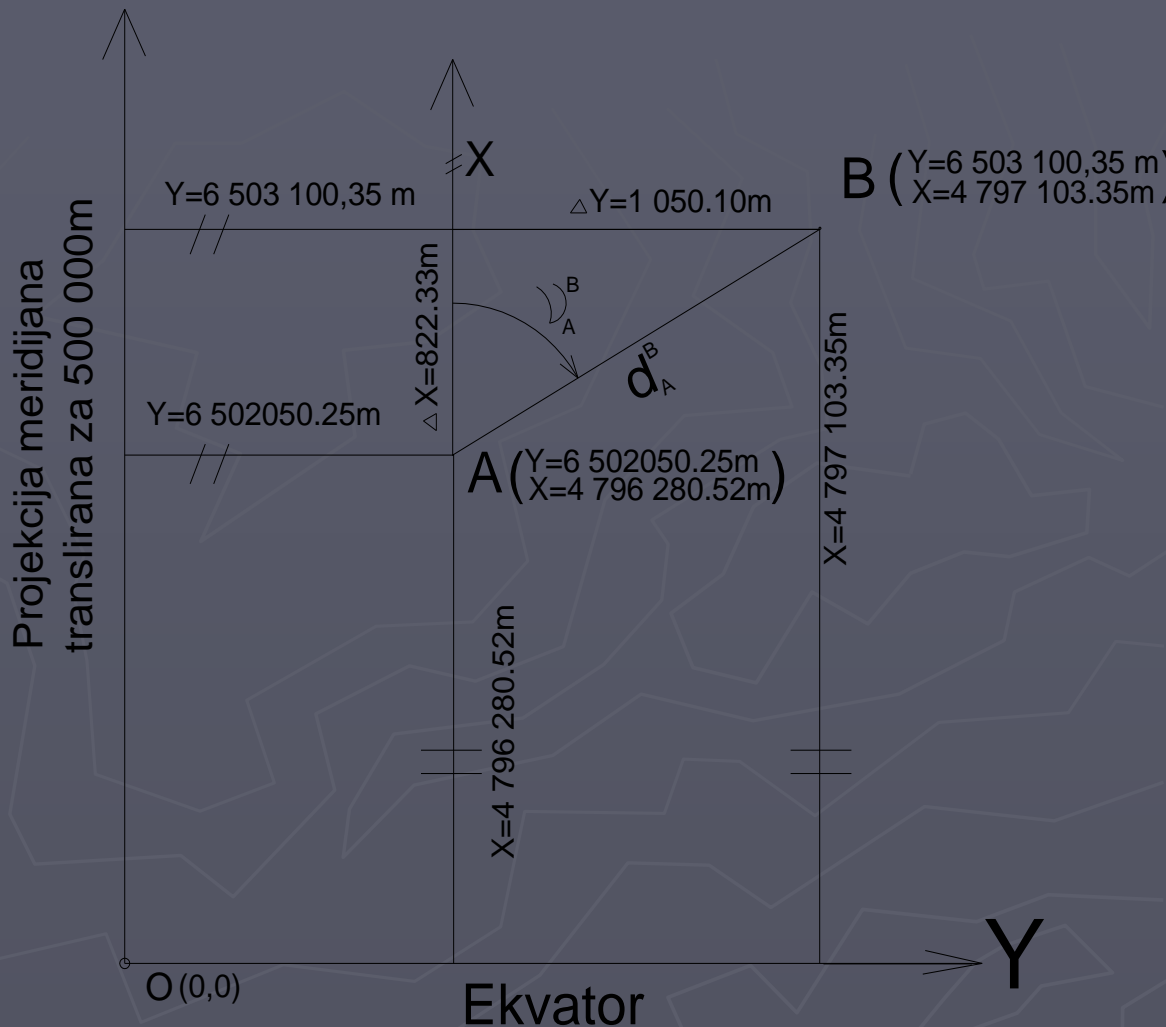 X
Y=6 503 100,35 m
△Y=1 050.10m
B (Y=6 503 100,35 m
X=4 797 103.35m)
△X=822.33m
B
A
d
B
A
Y=6 502050.25m
A (Y=6 502050.25m
X=4 796 280.52m)
X=4 797 103.35m
Projekcija meridijana
translirana za 500 000m
X=4 796 280.52m
Y
O (0,0)
Ekvator